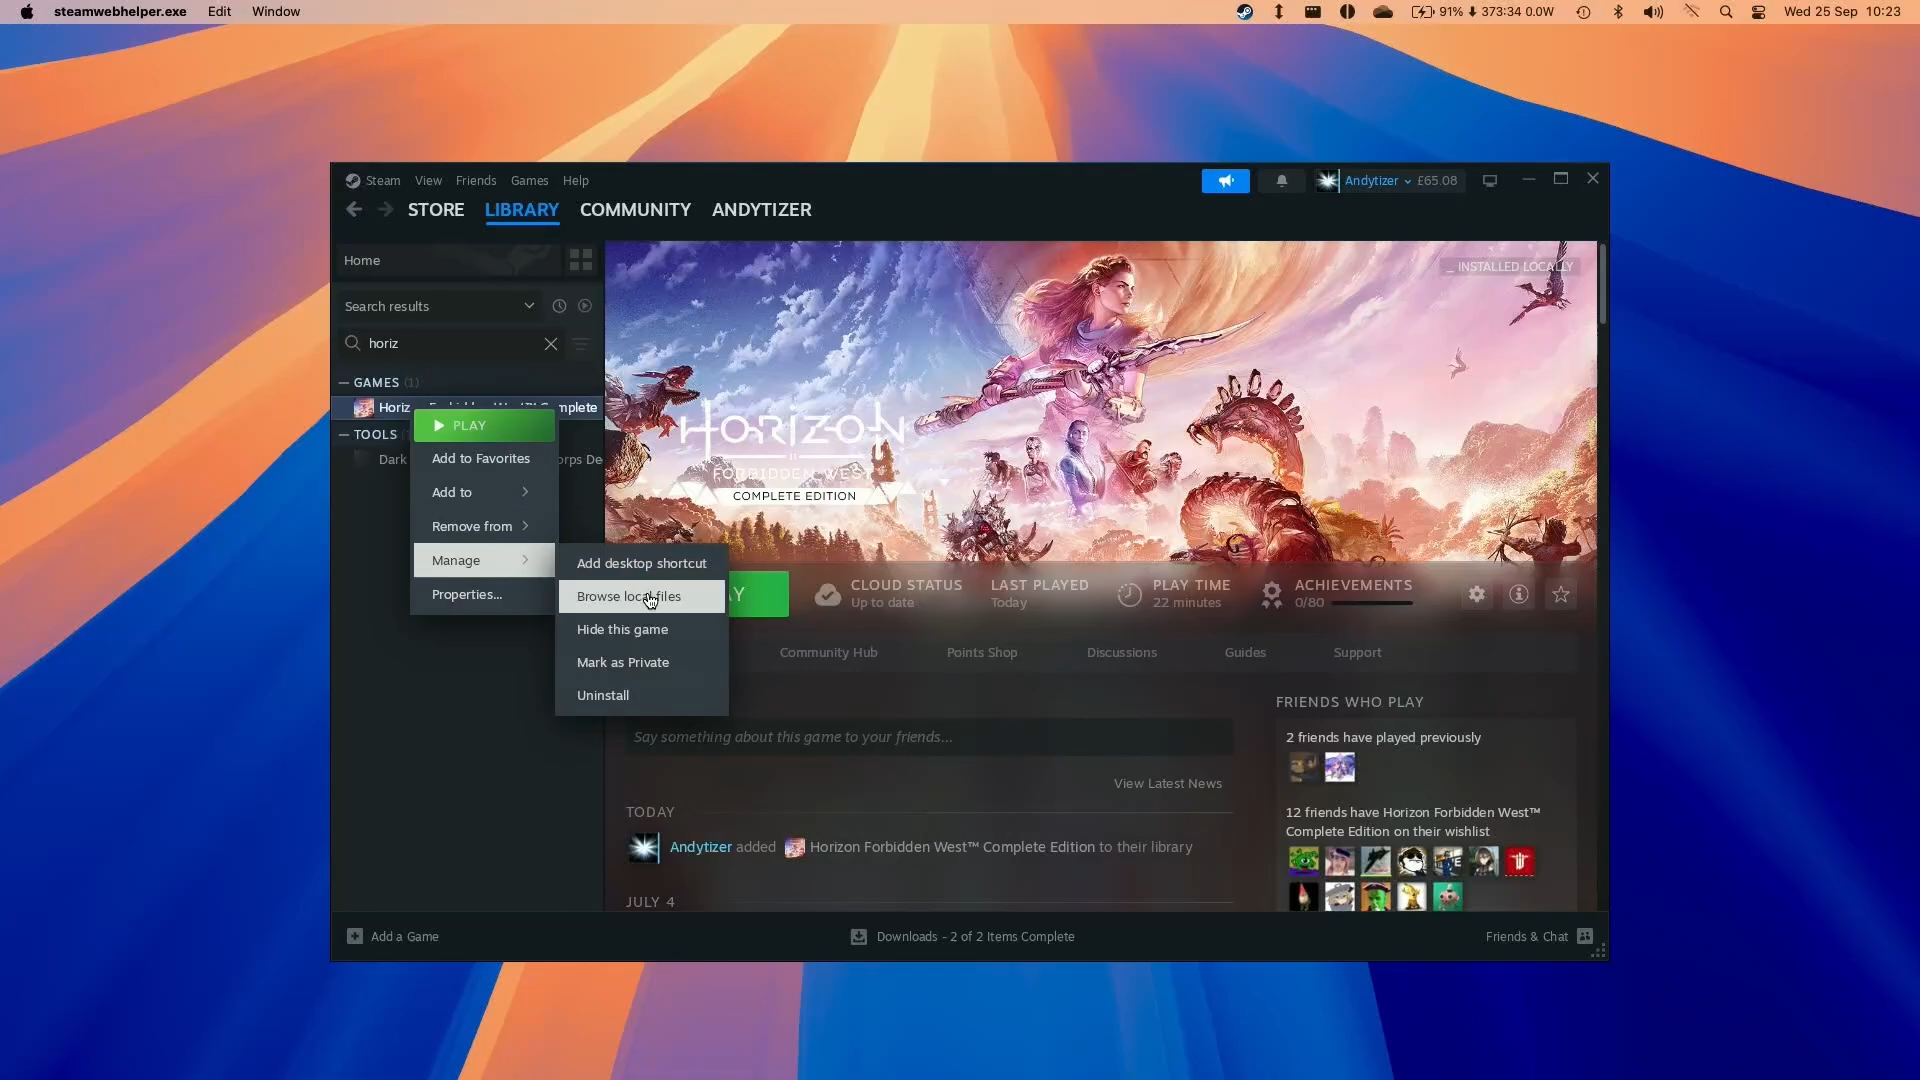 steamwebhelper.exe Edit Window
91% 373:34 0.0W Wed 25 Sep 10:23
Steam View Friends Games Help
Andytizer £65.08
STORE LIBRARY COMMUNITY ANDYTIZER
Home
INSTALLED LOCALLY
Search results
horiz
GAMES (1)
Horiz mplete
PLAY
TOOLS
Dark orps De
Add to Favorites
Add to
Remove from
Manage
Properties...
Add desktop shortcut
Browse local files
Hide this game
Mark as Private
Uninstall
HORIZON
FORBIDDEN WEST
COMPLETE EDITION
AY
CLOUD STATUS
Up to date
LAST PLAYED
Today
PLAY TIME
22 minutes
ACHIEVEMENTS
0/80
Community Hub Points Shop Discussions Guides Support
Say something about this game to your friends...
View Latest News
TODAY
Andytizer added Horizon Forbidden West™ Complete Edition to their library
JULY 4
FRIENDS WHO PLAY
2 friends have played previously
12 friends have Horizon Forbidden West™
Complete Edition on their wishlist
Add a Game
Downloads - 2 of 2 Items Complete
Friends & Chat